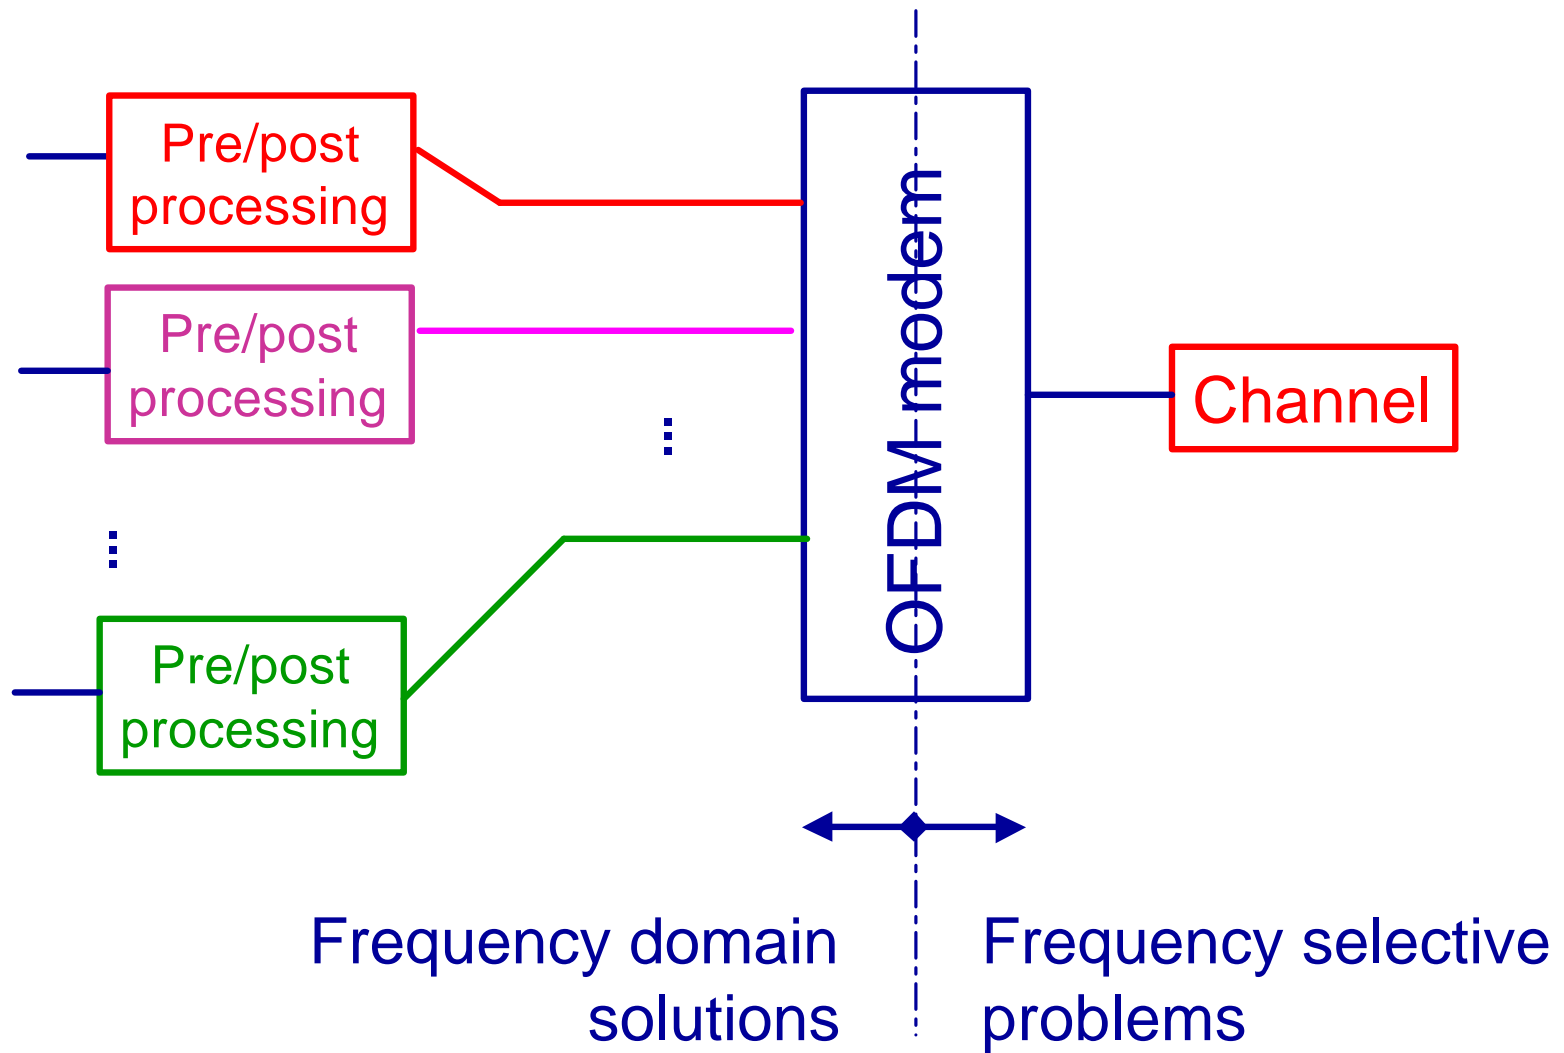 Pre/post
processing
Pre/post
processing
Pre/post
processing
OFDM modem
Channel
Frequency domain
solutions
Frequency selective
problems